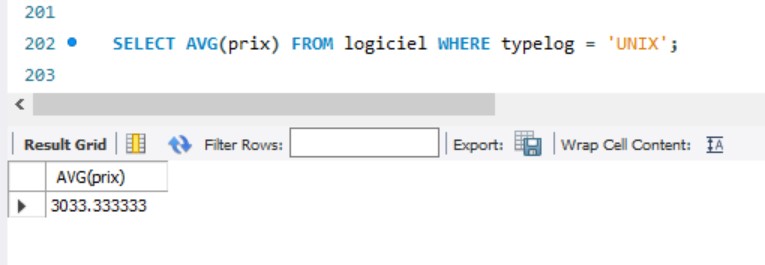 201
202 SELECT AVG(prix) FROM logiciel WHERE typelog = 'UNIX';
203
Result Grid Filter Rows: Export: Wrap Cell Content:
AVG(prix)
3033.333333